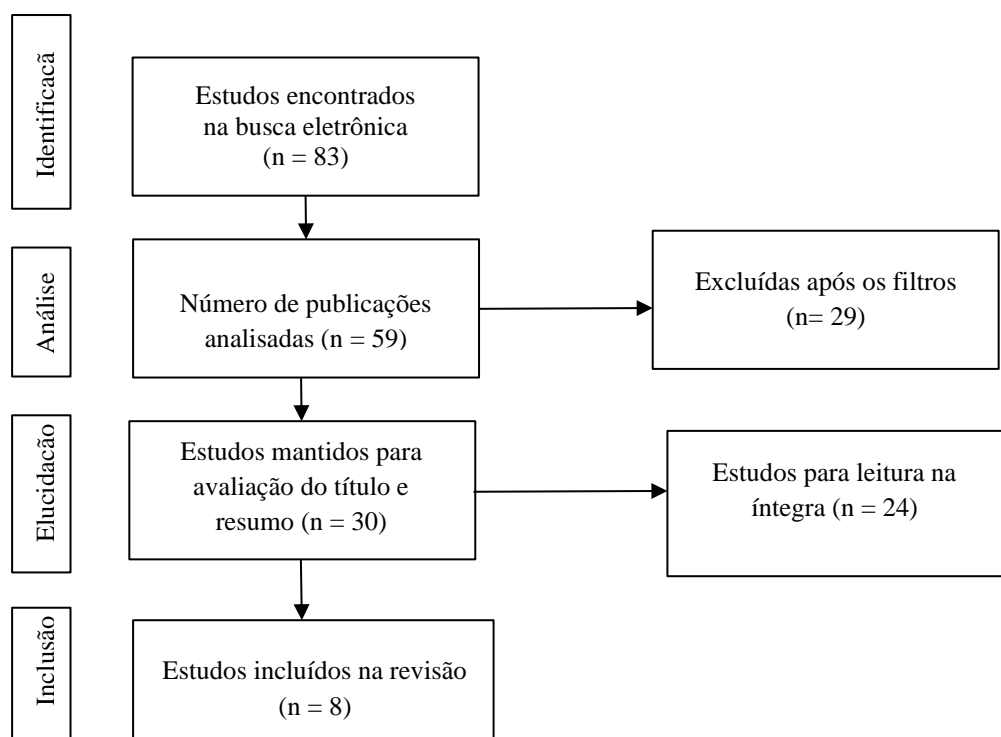 Identificacã
Estudos encontrados
na busca eletrônica
(n = 83)
Análise
Número de publicações
analisadas (n = 59)
Excluídas após os filtros
(n= 29)
Elucidacão
Estudos mantidos para
avaliação do título e
resumo (n = 30)
Estudos para leitura na
íntegra (n = 24)
Inclusão
Estudos incluídos na revisão
(n = 8)